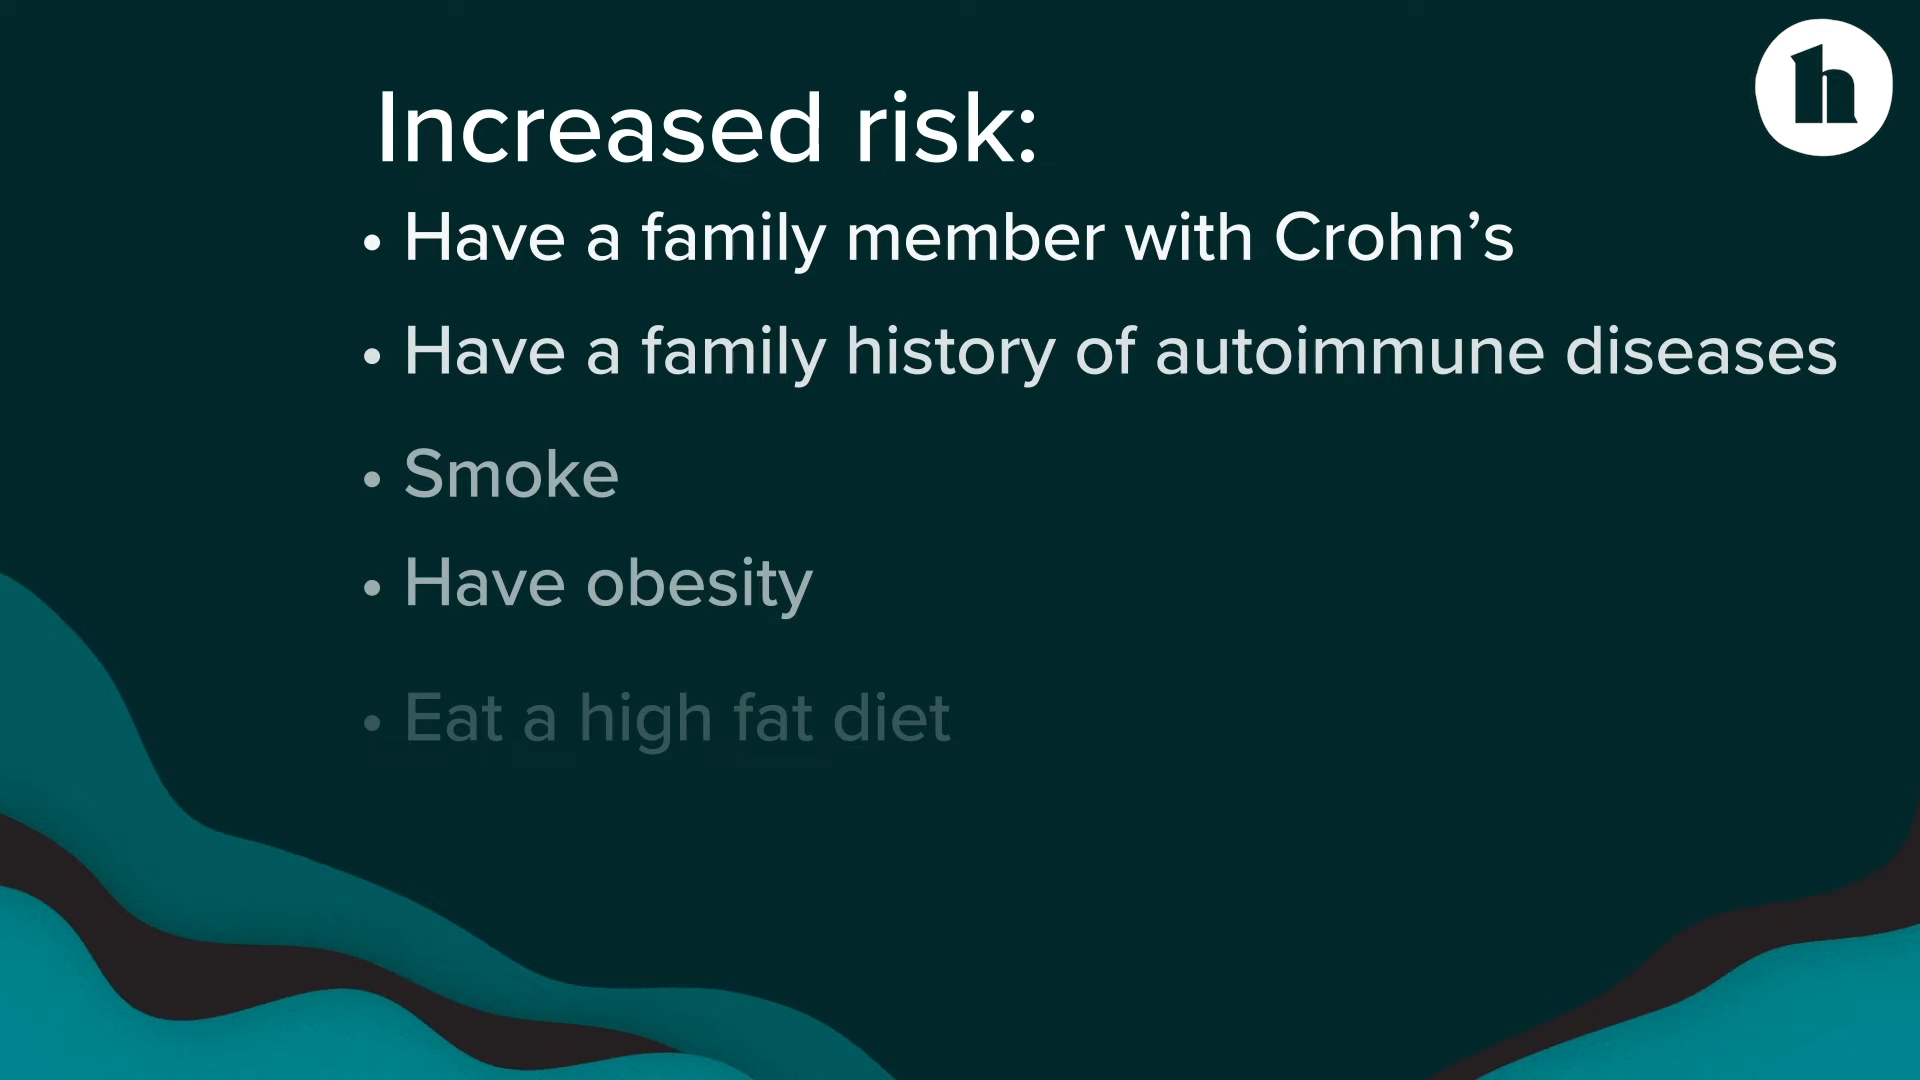 h
Increased risk:
• Have a family member with Crohn’s
• Have a family history of autoimmune diseases
• Smoke
• Have obesity
• Eat a high fat diet